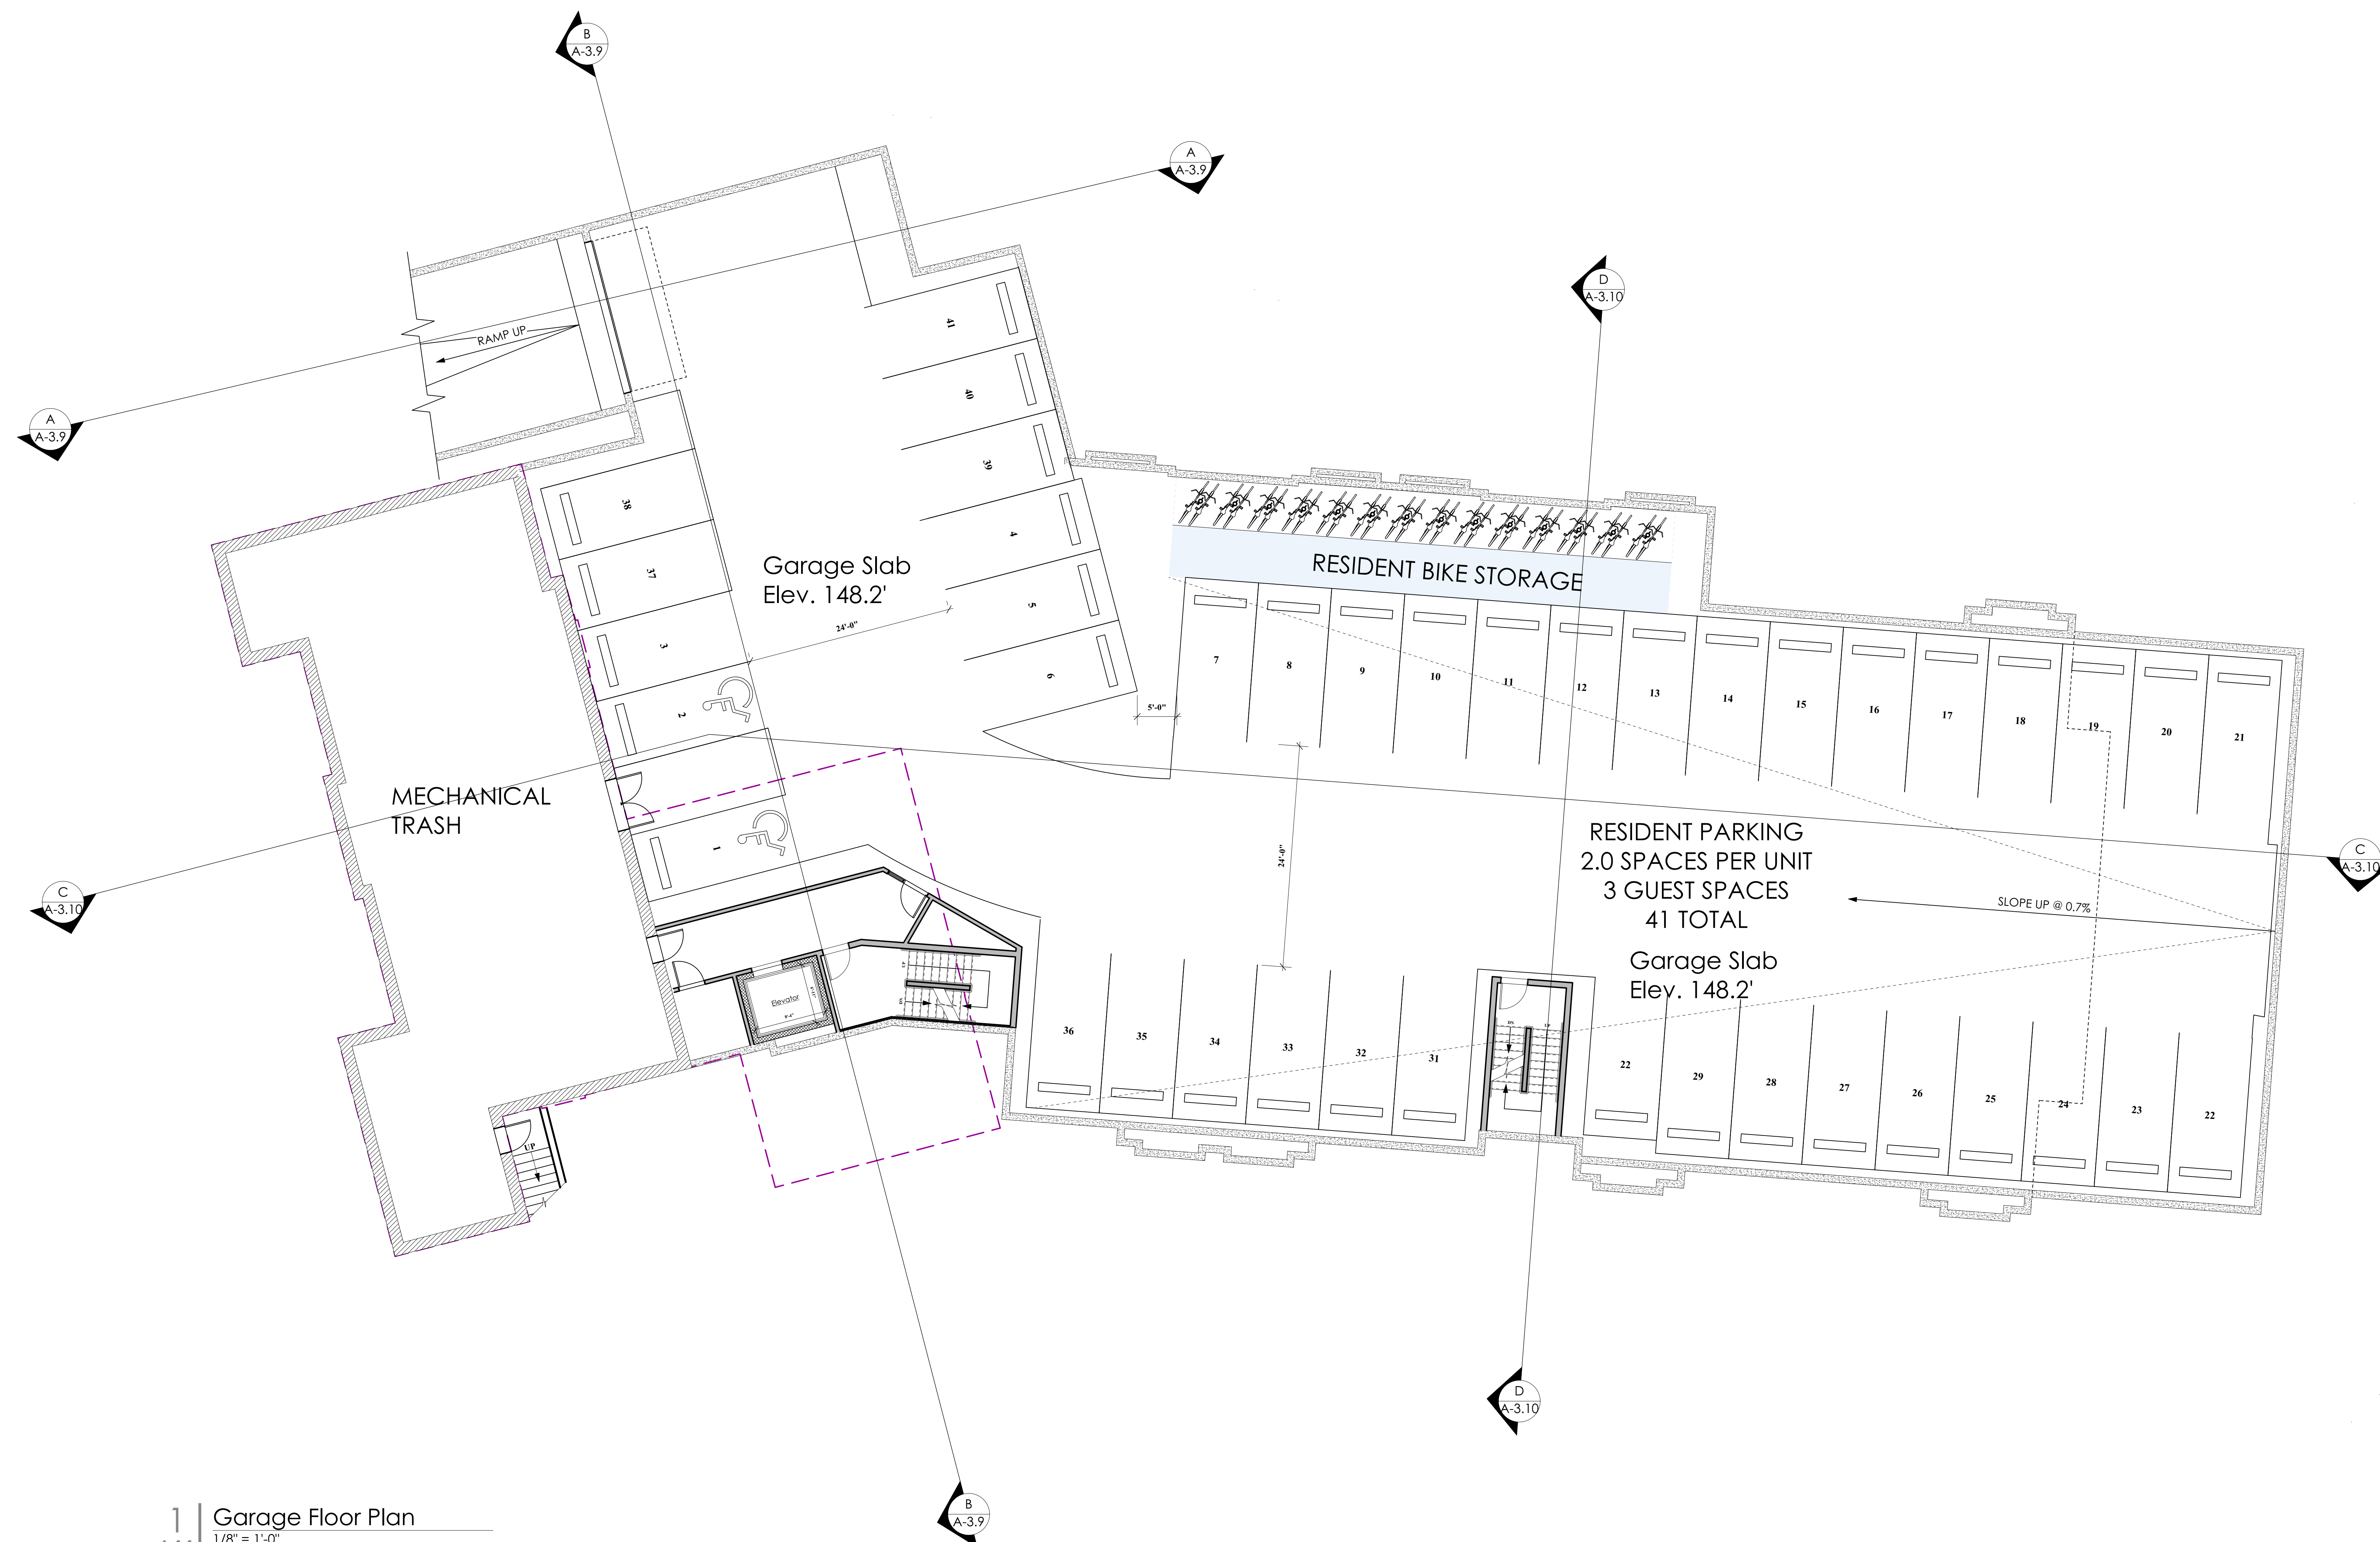 B
A-3.9
A
A-3.9
D
A-3.10
41
RAMP UP
40
A
A-3.9
39
38
4
37
Garage Slab
Elev. 148.2'
RESIDENT BIKE STORAGE
5
24'-0"
3
6
7
8
9
10
11
12
13
14
15
16
17
18
19
20
21
5'-0"
2
MECHANICAL
TRASH
1
24'-0"
RESIDENT PARKING
2.0 SPACES PER UNIT
3 GUEST SPACES
41 TOTAL
C
A-3.10
C
A-3.10
SLOPE UP @ 0.7%
Garage Slab
Elev. 148.2'
UP
Elevator
DN
DN
UP
36
35
34
33
32
31
22
29
28
27
26
25
24
23
22
UP
D
A-3.10
B
A-3.9
1
Garage Floor Plan
1/8" = 1'-0"